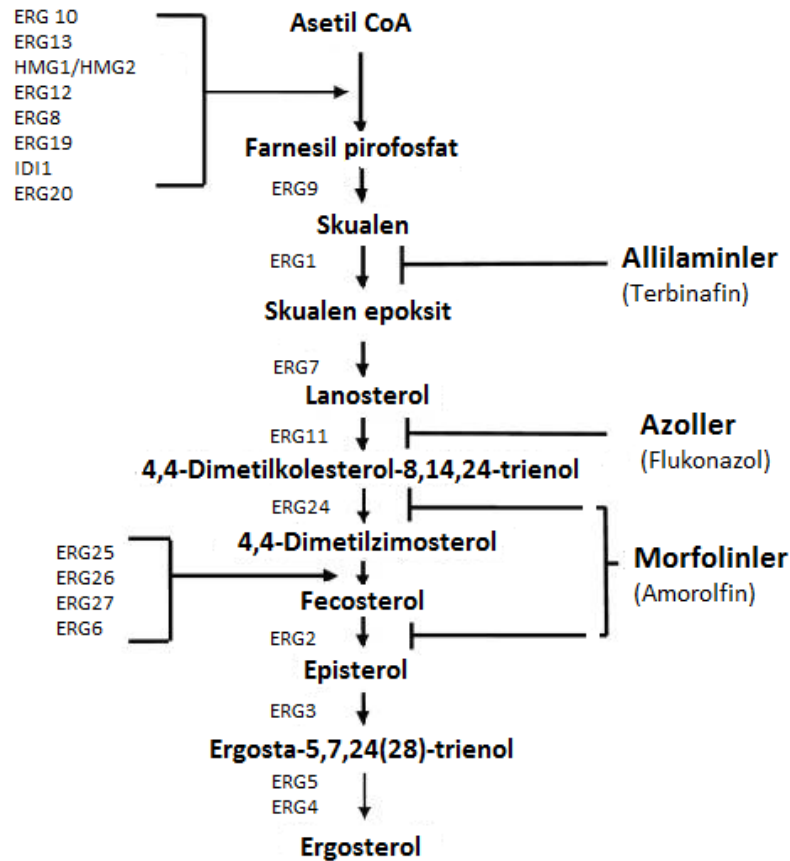 ERG 10
ERG13
HMG1/HMG2
ERG12
ERG8
ERG19
IDI1
ERG20
Asetil CoA
Farnesil pirofosfat
ERG9
Skualen
ERG1
Allilaminler
(Terbinafin)
Skualen epoksit
ERG7
Lanosterol
ERG11
Azoller
(Flukonazol)
4,4-Dimetilkolesterol-8,14,24-trienol
ERG24
4,4-Dimetilzimosterol
Morfolinler
(Amorolfin)
ERG25
ERG26
ERG27
ERG6
Fecosterol
ERG2
Episterol
ERG3
Ergosta-5,7,24(28)-trienol
ERG5
ERG4
Ergosterol